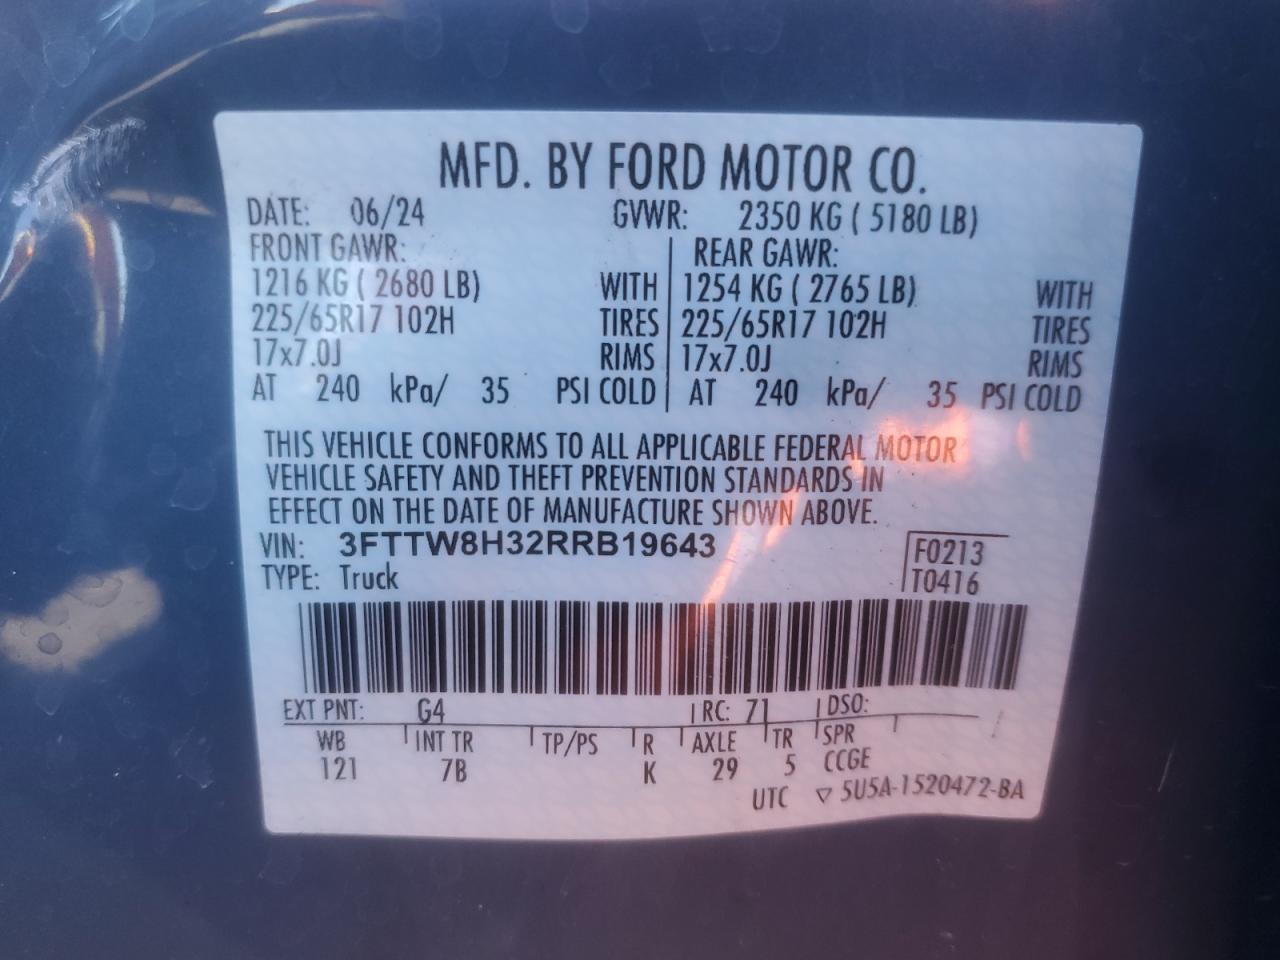 MFD. BY FORD MOTOR CO.
DATE: 06/24 GVWR: 2350 KG ( 5180 LB)
FRONT GAWR: REAR GAWR:
1216 KG ( 2680 LB) WITH 1254 KG ( 2765 LB) WITH
225/65R17 102H TIRES 225/65R17 102H TIRES
17x7.0J RIMS 17x7.0J RIMS
AT 240 kPa/ 35 PSI COLD AT 240 kPa/ 35 PSI COLD
THIS VEHICLE CONFORMS TO ALL APPLICABLE FEDERAL MOTOR
VEHICLE SAFETY AND THEFT PREVENTION STANDARDS IN
EFFECT ON THE DATE OF MANUFACTURE SHOWN ABOVE.
VIN: 3FTTW8H32RRB19643 F0213
TYPE: Truck T0416
EXT PNT: G4 RC: 71 DSO:
WB INT TR TP/PS R AXLE TR SPR
121 7B K 29 5 CCGE
UTC ▽ 5U5A-1520472-BA